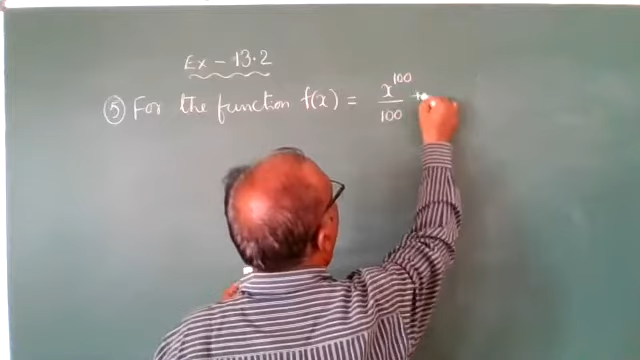 Ex - 13.2
⑤ For the function f(x) = x^100/100 +